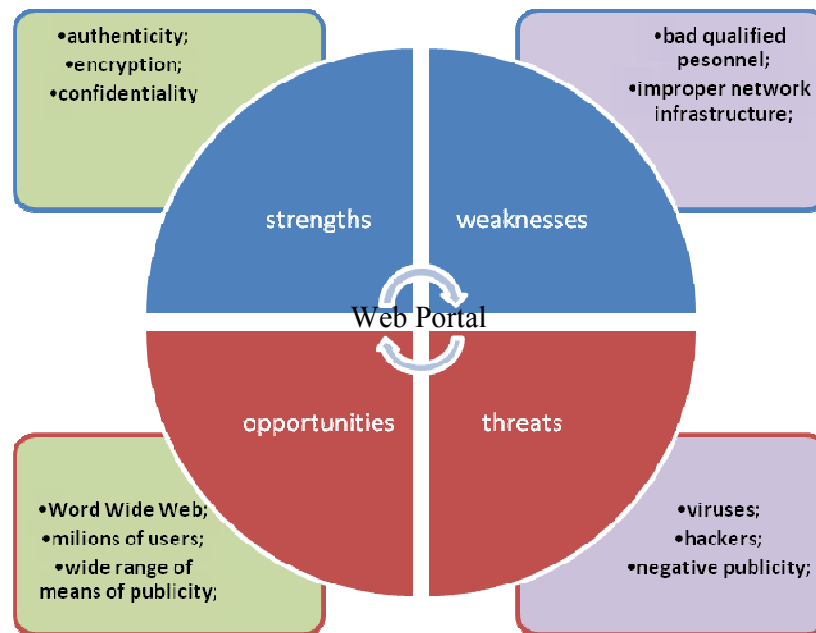 •authenticity;
•encryption;
•confidentiality
•bad qualified
pesonnel;
•improper network
infrastructure;
strengths
weaknesses
Web Portal
opportunities
threats
•Word Wide Web;
•milions of users;
•wide range of
means of publicity;
•viruses;
•hackers;
•negative publicity;